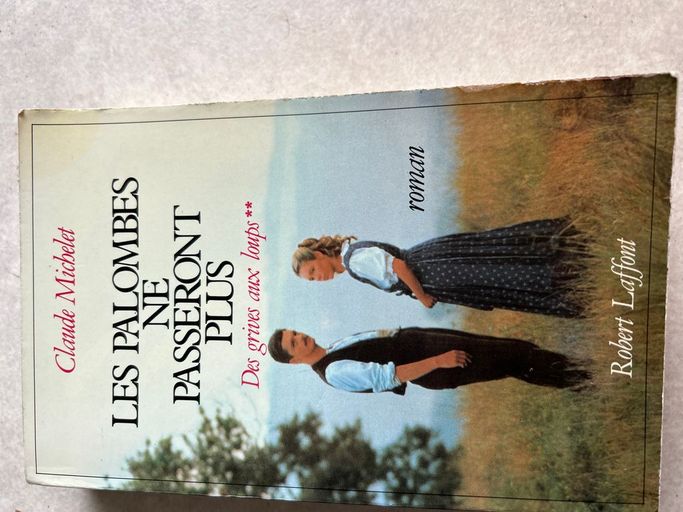 Claude Michelet
LES PALOMBES
NE
PASSERONT
PLUS
Des grives aux loups**
roman
Robert Laffont